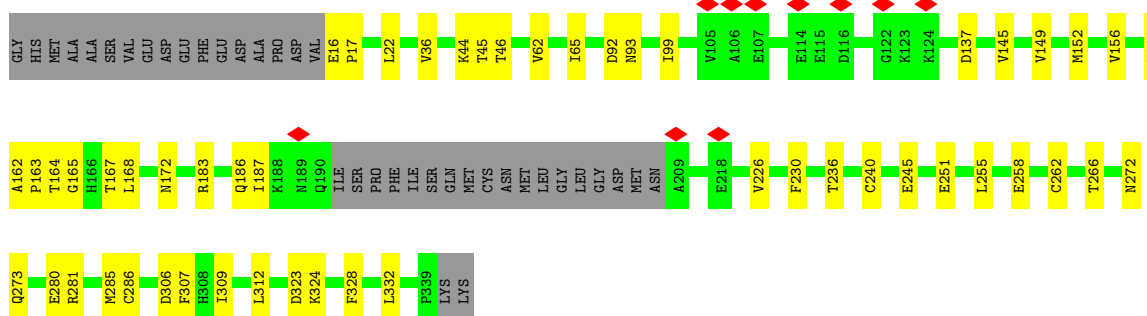 GLY HIS MET ALA ALA SER VAL GLU ASP GLU PHE GLU ASP ALA PRO ASP VAL E16 P17 L22 V36 K44 T45 T46 V62 I65 D92 N93 I99 V105 A106 E107 E114 E115 D116 G122 K123 K124 D137 V145 V149 M152 V156
A162 P163 T164 G165 H166 T167 L168 N172 R183 Q186 I187 K188 N189 Q190 ILE SER PRO PHE ILE SER GLN MET CYS ASN MET LEU GLY LEU GLY ASP MET ASN A209 E218 V226 F230 T236 C240 E245 E251 L255 E258 C262 T266 N272
Q273 E280 R281 M285 C286 D306 F307 H308 I309 L312 D323 K324 F328 L332 P339 LYS LYS